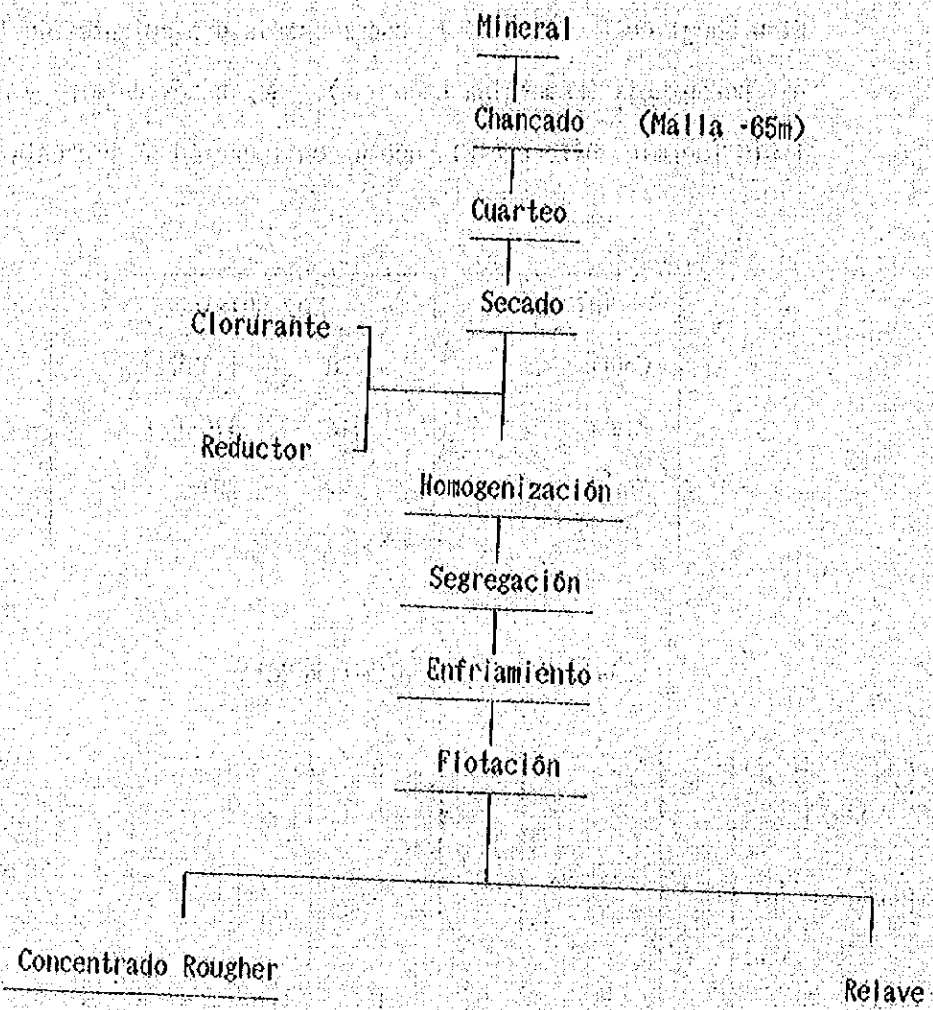 Mineral
Chancado (Malla -65m)
Cuarteo
Secado
Clorurante
Reductor
Homogenización
Segregación
Enfriamiento
Flotación
Concentrado Rougher
Relave